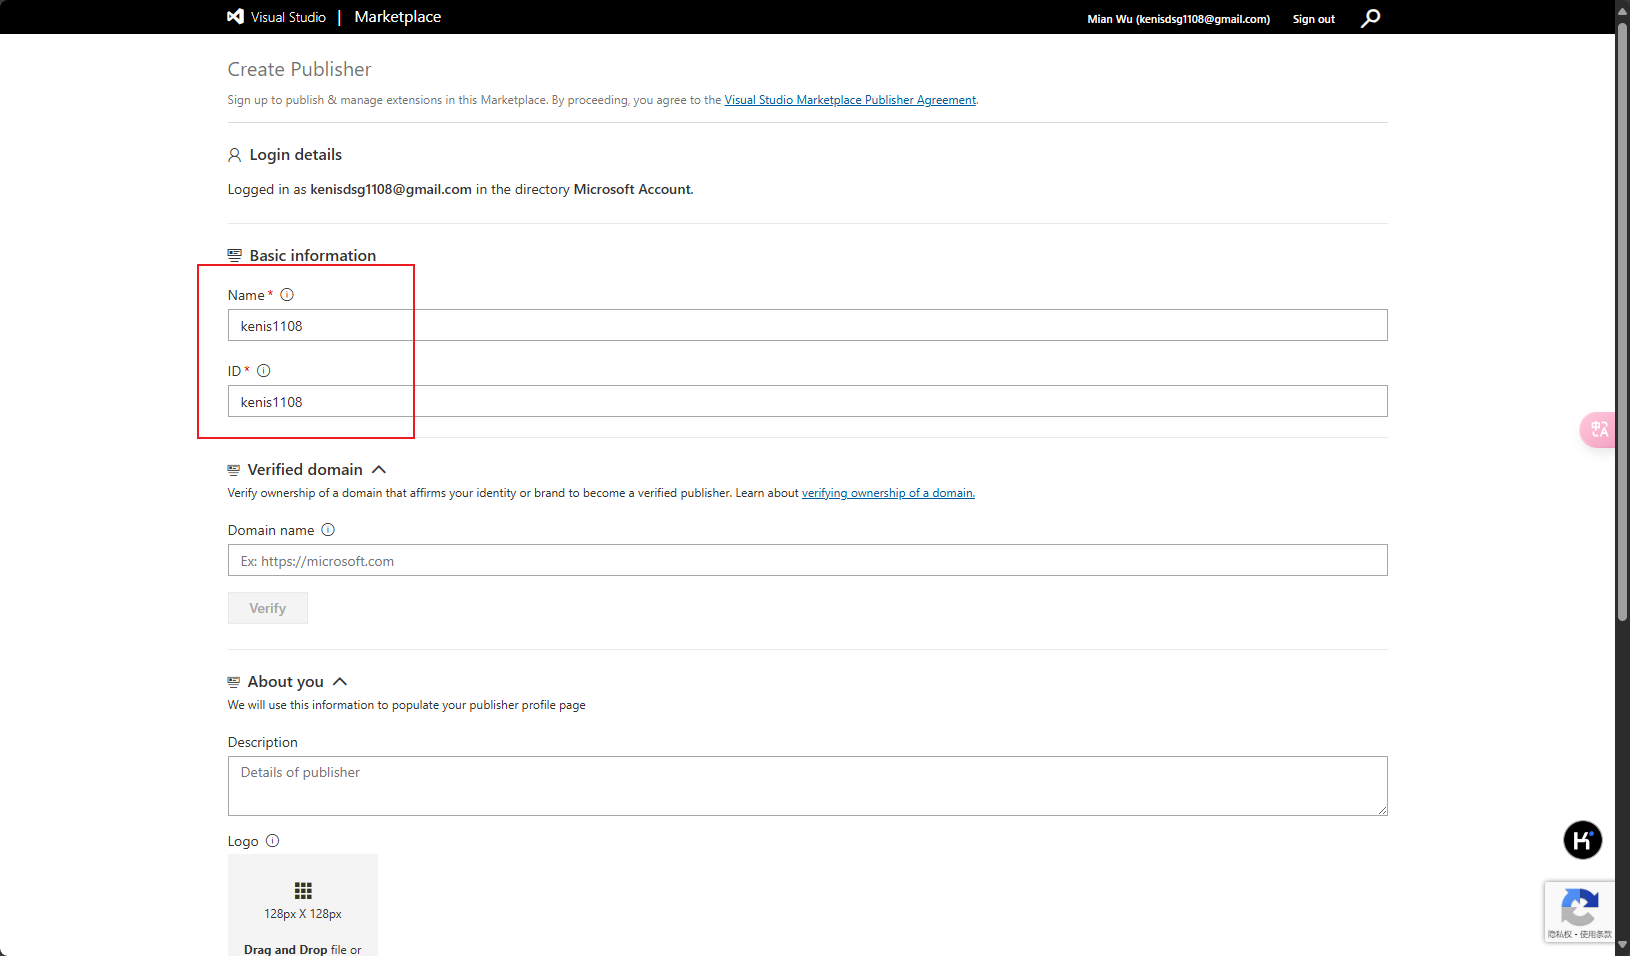 Visual Studio | Marketplace
Mian Wu (kenisdsg1108@gmail.com) Sign out
Create Publisher
Sign up to publish & manage extensions in this Marketplace. By proceeding, you agree to the Visual Studio Marketplace Publisher Agreement.
Login details
Logged in as kenisdsg1108@gmail.com in the directory Microsoft Account.
Basic information
Name *
kenis1108
ID *
kenis1108
Verified domain
Verify ownership of a domain that affirms your identity or brand to become a verified publisher. Learn about verifying ownership of a domain.
Domain name
Ex: https://microsoft.com
Verify
About you
We will use this information to populate your publisher profile page
Description
Details of publisher
Logo
128px X 128px
Drag and Drop file or
中A
K
隐私权 - 使用条款